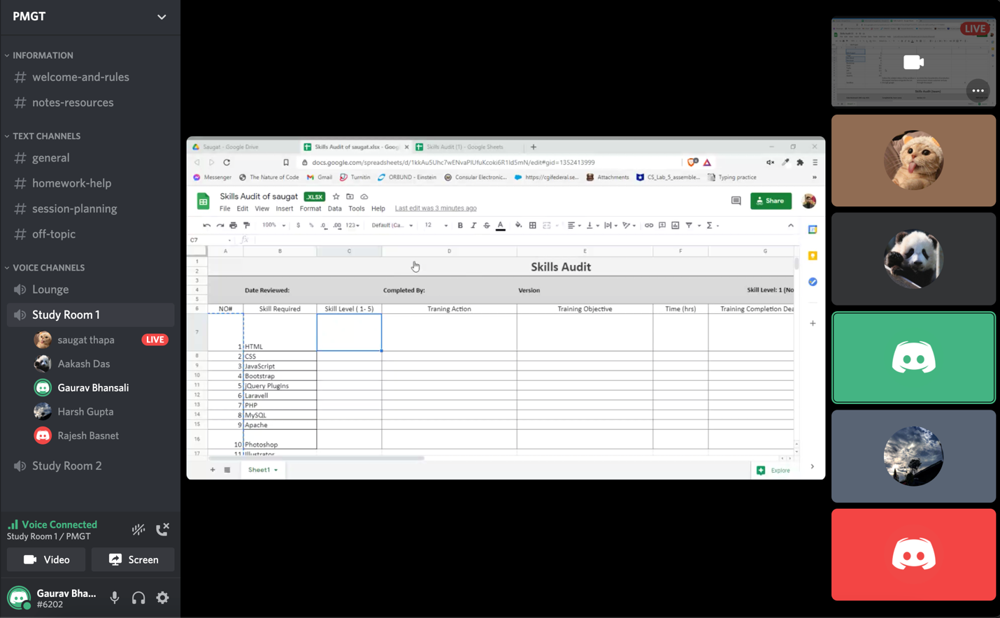 PMGT
INFORMATION
# welcome-and-rules
# notes-resources
TEXT CHANNELS
# general
# homework-help
# session-planning
# off-topic
VOICE CHANNELS
Lounge
Study Room 1
saugat thapa LIVE
Aakash Das
Gaurav Bhansali
Harsh Gupta
Rajesh Basnet
Study Room 2
Voice Connected
Study Room 1 / PMGT
Video Screen
Gaurav Bha...
#6202
Saugat - Google Drive Skills Audit of saugat.xlsx - Goog Skills Audit (1) - Google Sheets
docs.google.com/spreadsheets/d/
Messenger The Nature of Code Gmail Turnitin ORBUND - Einstein Consular Electronic... https://cgifederal.se... Attachments CS_Lab_5_assemble... Typing practice »
Skills Audit of saugat .XLSX
Share
File Edit View Insert Format Data Tools Help Last edit was 3 minutes ago
100% $ % .0 .00 123 Default (Ca... 12 B I S A
C7 fx
A B C D E F G
1
2 Skills Audit
3
4 Date Reviewed: Completed By: Version Skill Level: 1 (No
5
6 NO# Skill Required Skill Level ( 1- 5) Traning Action Training Objective Time (hrs) Training Completion Dea
7 1 HTML
8 2 CSS
9 3 JavaScript
10 4 Bootstrap
11 5 jQuery Plugins
12 6 Laravell
13 7 PHP
14 8 MySQL
15 9 Apache
16 10 Photoshop
17 11 Illustrator
Sheet1
Explore
LIVE